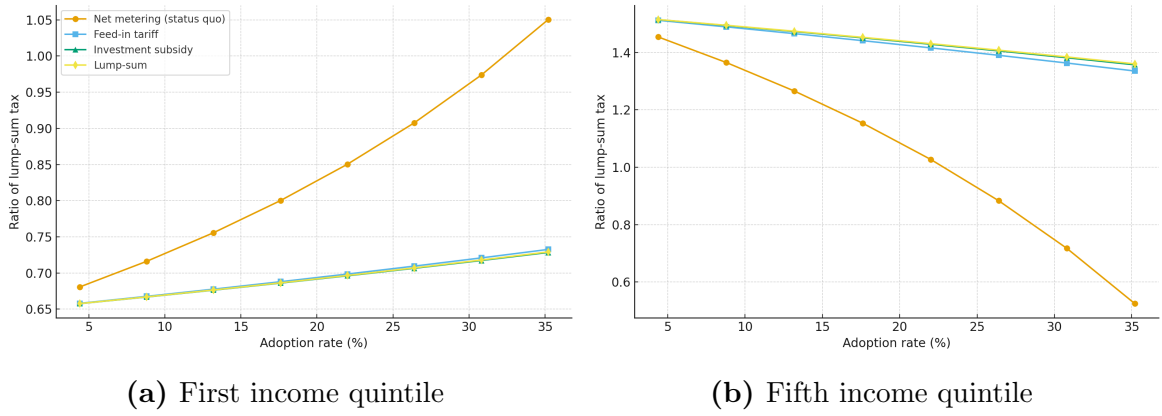 Net metering (status quo)
Feed-in tariff
Investment subsidy
Lump-sum
Ratio of lump-sum tax
1.05
1.00
0.95
0.90
0.85
0.80
0.75
0.70
0.65
5 10 15 20 25 30 35
Adoption rate (%)
(a) First income quintile
Ratio of lump-sum tax
1.4
1.2
1.0
0.8
0.6
5 10 15 20 25 30 35
Adoption rate (%)
(b) Fifth income quintile